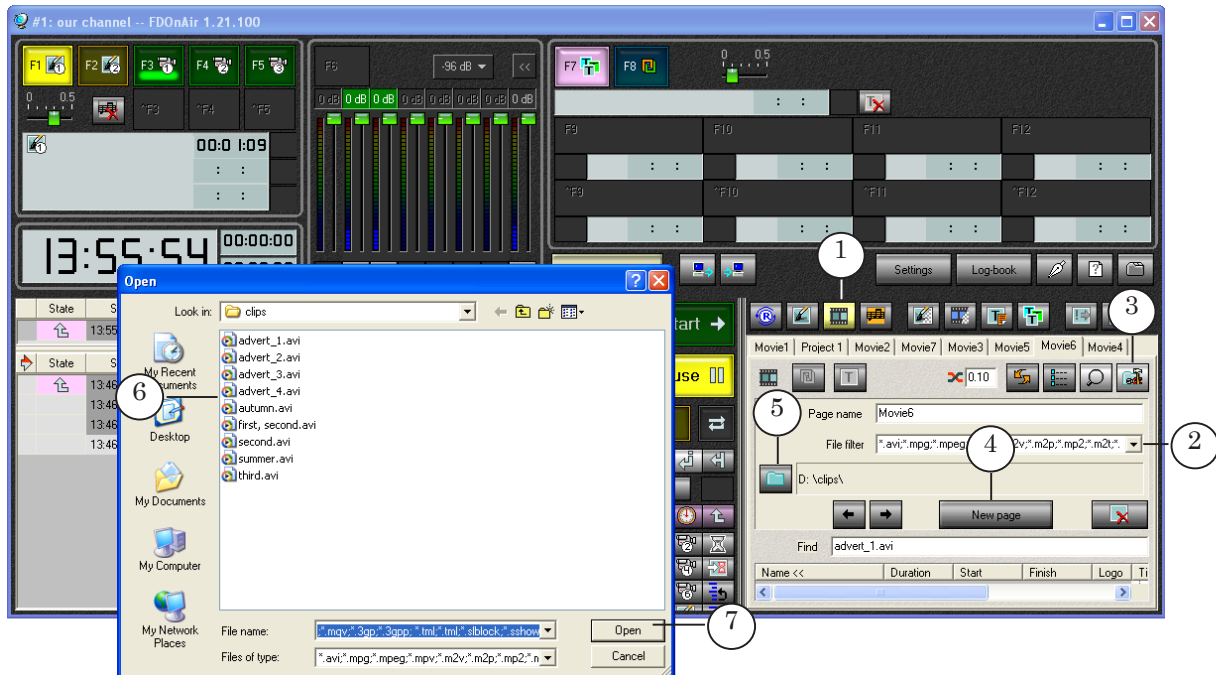 #1: our channel -- FDOnAir 1.21.100
F1 1
F2 2
F3 1
F4 2
F5 3
F6
-96 dB
<<
F7
F8
0 0.5
0 0.5
^F3
^F4
^F5
0 dB 0 dB 0 dB 0 dB 0 dB 0 dB 0 dB 0 dB
: :
F9
F10
F11
F12
: : : : : : : :
^F9
^F10
^F11
^F12
: : : : : : : :
1
00:01:09
: :
: :
13:55:54
00:00:00
1
Settings
Log-book
3
Open
Look in:
clips
State
13:55
State
13:46
13:46
13:46
13:46
My Recent
Documents
Desktop
My Documents
My Computer
My Network
Places
advert_1.avi
advert_2.avi
advert_3.avi
advert_4.avi
autumn.avi
first, second.avi
second.avi
summer.avi
third.avi
6
File name:
;*.mqv;*.3gp;*.3gpp; *.tml;*.tml;*.slblock;*.sshow
Open
Files of type:
*.avi;*.mpg;*.mpeg;*.mpv;*.m2v;*.m2p;*.mp2;*.n
Cancel
7
tart
use
Movie1
Project 1
Movie2
Movie7
Movie3
Movie5
Movie6
Movie4
0.10
5
Page name
Movie6
File filter
*.avi;*.mpg;*.mpeg
2v;*.m2p;*.mp2;*.m2t;*.
2
4
D: \clips\
New page
Find
advert_1.avi
Name <<
Duration
Start
Finish
Logo
Ti